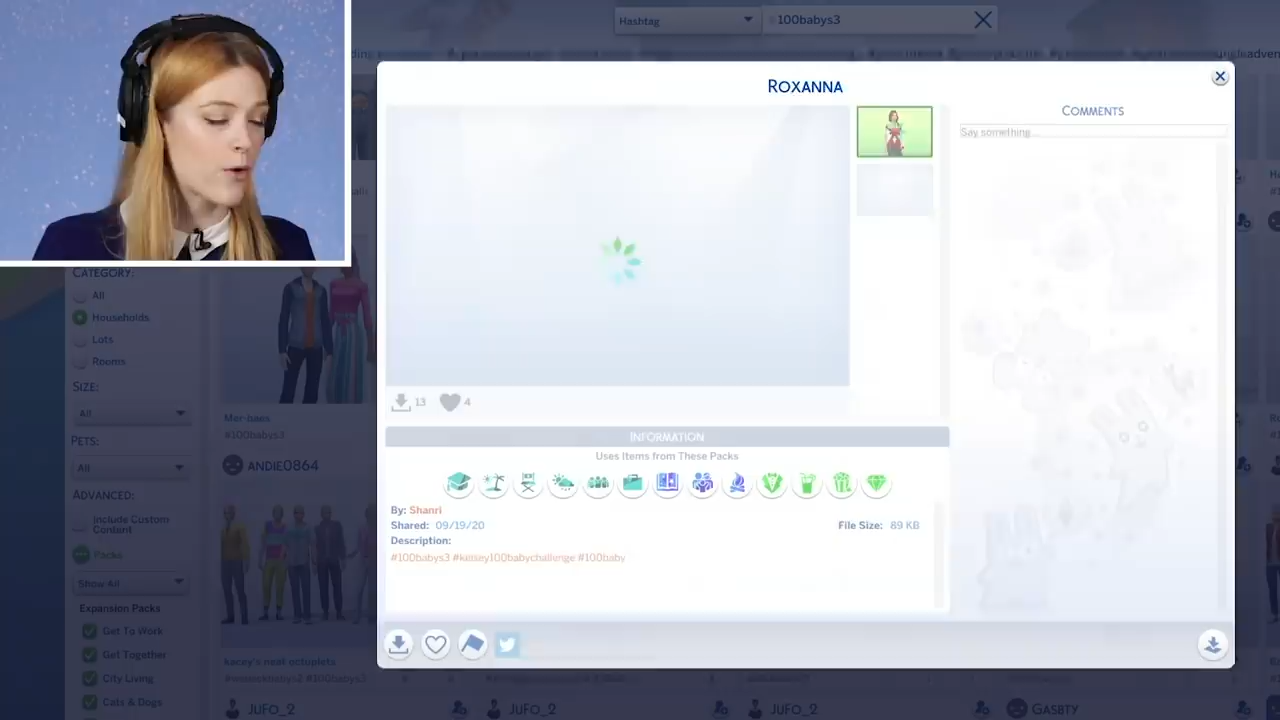 Hashtag
#100babys3
ROXANNA
COMMENTS
Say something...
13
4
INFORMATION
Uses Items from These Packs
By: Shanri
Shared: 09/19/20
File Size: 89 KB
Description:
#100babys3 #kelsey100babychallenge #100baby
CATEGORY:
All
Households
Lots
Rooms
SIZE:
All
PETS:
All
ADVANCED:
Include Custom
Content
Packs
Show All
Expansion Packs
Get To Work
Get Together
City Living
Cats & Dogs
Mer-baes
#100babys3
ANDIE0864
JUFO_2
JUFO_2
JUFO_2
GASBTY